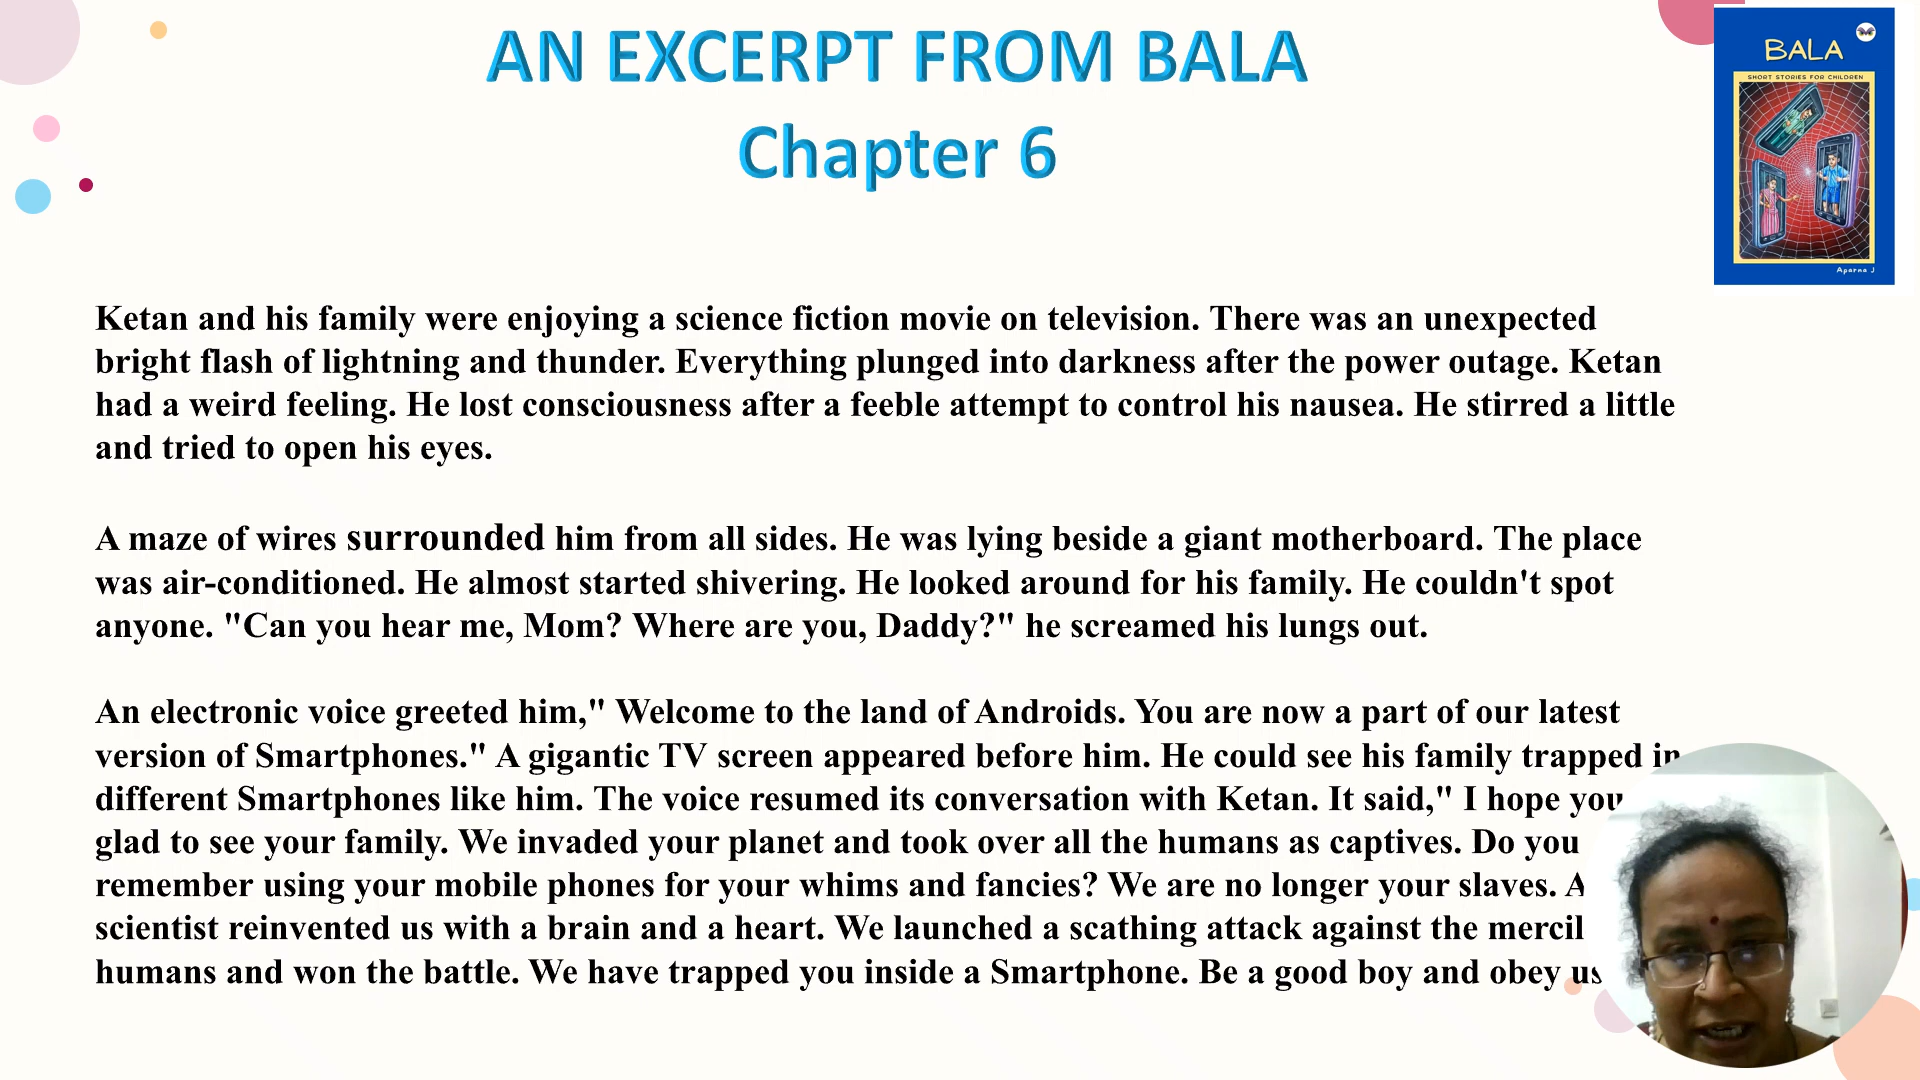 AN EXCERPT FROM BALA
Chapter 6
BALA
SHORT STORIES FOR CHILDREN
Aparna J
Ketan and his family were enjoying a science fiction movie on television. There was an unexpected
bright flash of lightning and thunder. Everything plunged into darkness after the power outage. Ketan
had a weird feeling. He lost consciousness after a feeble attempt to control his nausea. He stirred a little
and tried to open his eyes.
A maze of wires surrounded him from all sides. He was lying beside a giant motherboard. The place
was air-conditioned. He almost started shivering. He looked around for his family. He couldn't spot
anyone. "Can you hear me, Mom? Where are you, Daddy?" he screamed his lungs out.
An electronic voice greeted him," Welcome to the land of Androids. You are now a part of our latest
version of Smartphones." A gigantic TV screen appeared before him. He could see his family trapped in
different Smartphones like him. The voice resumed its conversation with Ketan. It said," I hope you
glad to see your family. We invaded your planet and took over all the humans as captives. Do you
remember using your mobile phones for your whims and fancies? We are no longer your slaves. A
scientist reinvented us with a brain and a heart. We launched a scathing attack against the
humans and won the battle. We have trapped you inside a Smartphone. Be a good boy and obey us